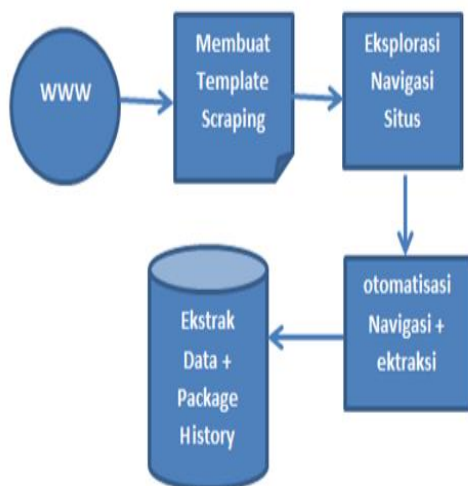 WWW
Membuat
Template
Scraping
Eksplorasi
Navigasi
Situs
otomatisasi
Navigasi +
ektraksi
Ekstrak
Data +
Package
History